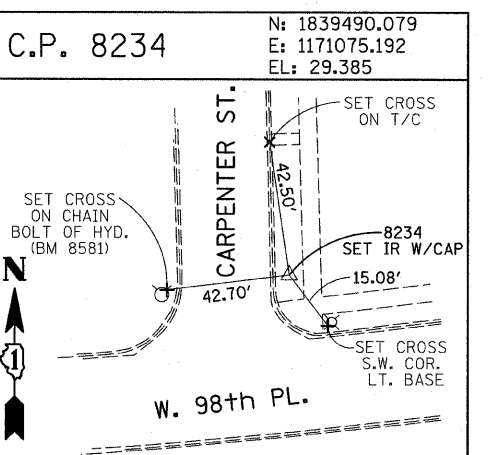 C.P. 8234
N: 1839490.079
E: 1171075.192
EL: 29.385
CARPENTER ST.
SET CROSS
ON T/C
42.50'
SET CROSS
ON CHAIN
BOLT OF HYD.
(BM 8581)
8234
SET IR W/CAP
42.70'
15.08'
N
1
SET CROSS
S.W. COR.
LT. BASE
W. 98th PL.